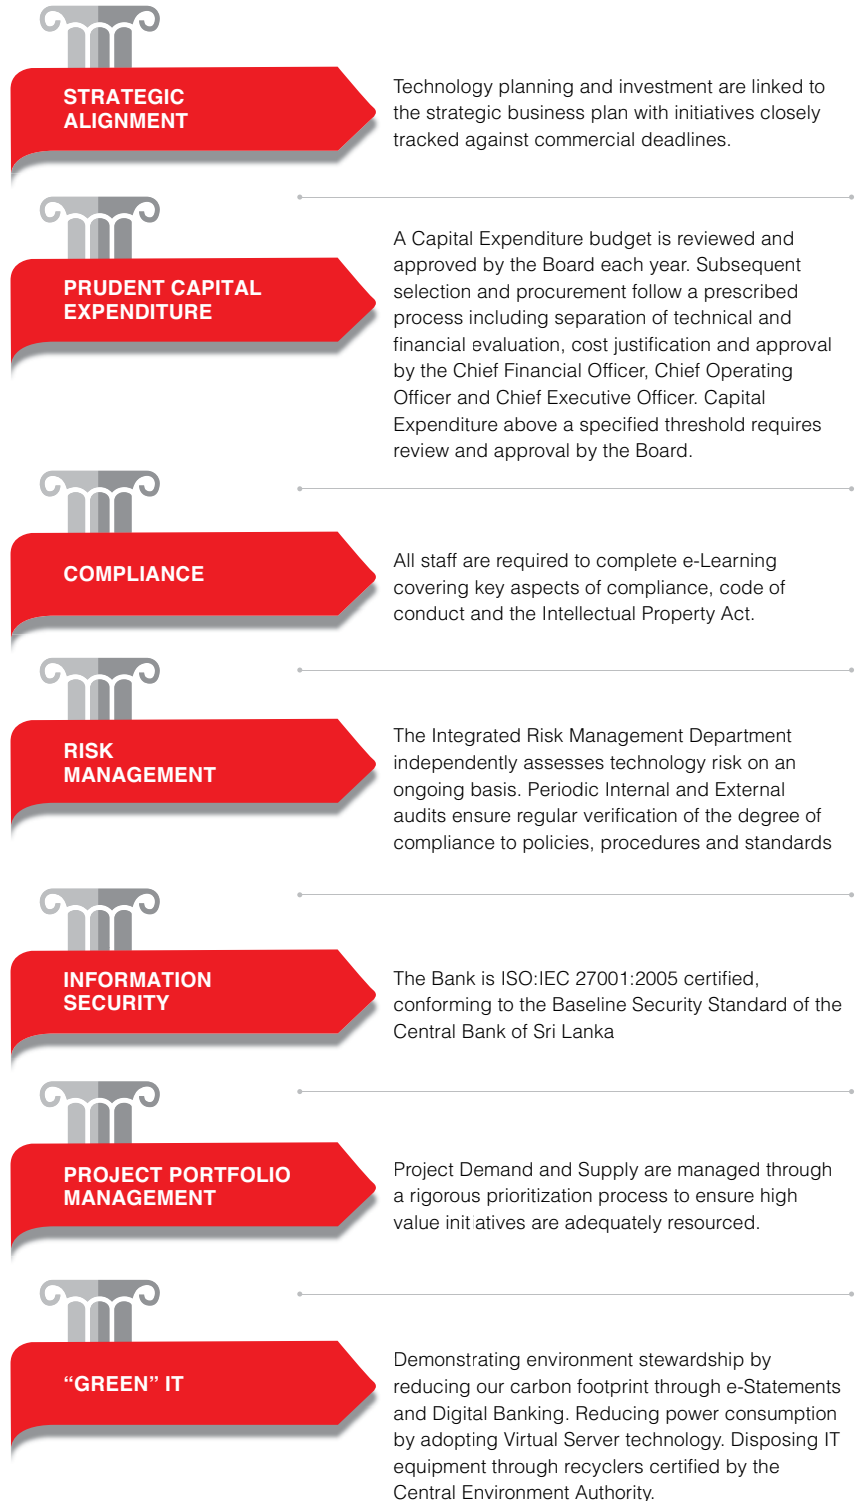 STRATEGIC
ALIGNMENT
Technology planning and investment are linked to
the strategic business plan with initiatives closely
tracked against commercial deadlines.
PRUDENT CAPITAL
EXPENDITURE
A Capital Expenditure budget is reviewed and
approved by the Board each year. Subsequent
selection and procurement follow a prescribed
process including separation of technical and
financial evaluation, cost justification and approval
by the Chief Financial Officer, Chief Operating
Officer and Chief Executive Officer. Capital
Expenditure above a specified threshold requires
review and approval by the Board.
COMPLIANCE
All staff are required to complete e-Learning
covering key aspects of compliance, code of
conduct and the Intellectual Property Act.
RISK
MANAGEMENT
The Integrated Risk Management Department
independently assesses technology risk on an
ongoing basis. Periodic Internal and External
audits ensure regular verification of the degree of
compliance to policies, procedures and standards
INFORMATION
SECURITY
The Bank is ISO:IEC 27001:2005 certified,
conforming to the Baseline Security Standard of the
Central Bank of Sri Lanka
PROJECT PORTFOLIO
MANAGEMENT
Project Demand and Supply are managed through
a rigorous prioritization process to ensure high
value initiatives are adequately resourced.
“GREEN” IT
Demonstrating environment stewardship by
reducing our carbon footprint through e-Statements
and Digital Banking. Reducing power consumption
by adopting Virtual Server technology. Disposing IT
equipment through recyclers certified by the
Central Environment Authority.